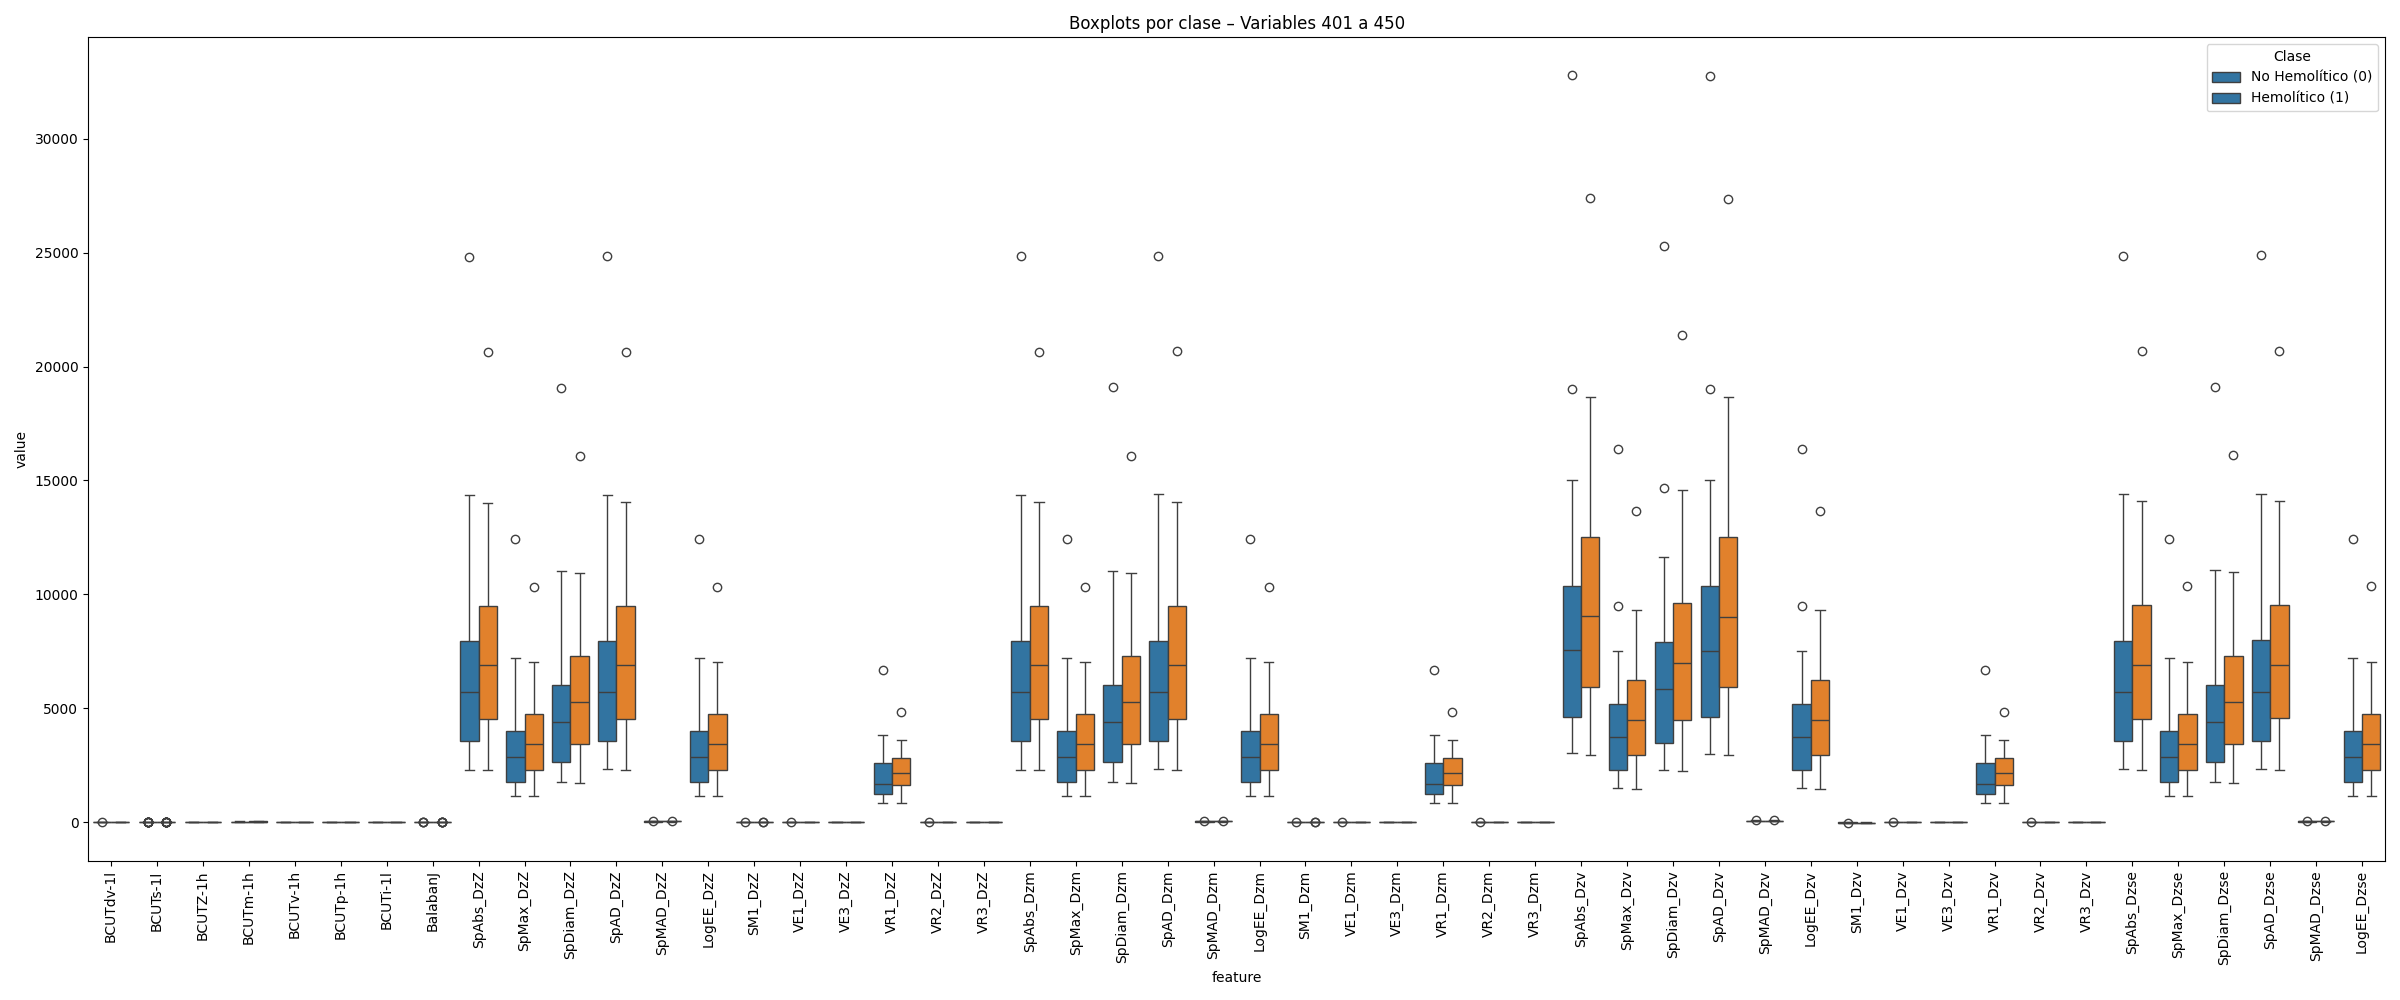 Boxplots por clase – Variables 401 a 450
Clase
No Hemolítico (0)
Hemolítico (1)
value
30000
25000
20000
15000
10000
5000
0
BCUTdv-1l
BCUTs-1l
BCUTZ-1h
BCUTm-1h
BCUTv-1h
BCUTp-1h
BCUTi-1l
BalabanJ
SpAbs_DzZ
SpMax_DzZ
SpDiam_DzZ
SpAD_DzZ
SpMAD_DzZ
LogEE_DzZ
SM1_DzZ
VE1_DzZ
VE3_DzZ
VR1_DzZ
VR2_DzZ
VR3_DzZ
SpAbs_Dzm
SpMax_Dzm
SpDiam_Dzm
SpAD_Dzm
SpMAD_Dzm
LogEE_Dzm
SM1_Dzm
VE1_Dzm
VE3_Dzm
VR1_Dzm
VR2_Dzm
VR3_Dzm
SpAbs_Dzv
SpMax_Dzv
SpDiam_Dzv
SpAD_Dzv
SpMAD_Dzv
LogEE_Dzv
SM1_Dzv
VE1_Dzv
VE3_Dzv
VR1_Dzv
VR2_Dzv
VR3_Dzv
SpAbs_Dzse
SpMax_Dzse
SpDiam_Dzse
SpAD_Dzse
SpMAD_Dzse
LogEE_Dzse
feature